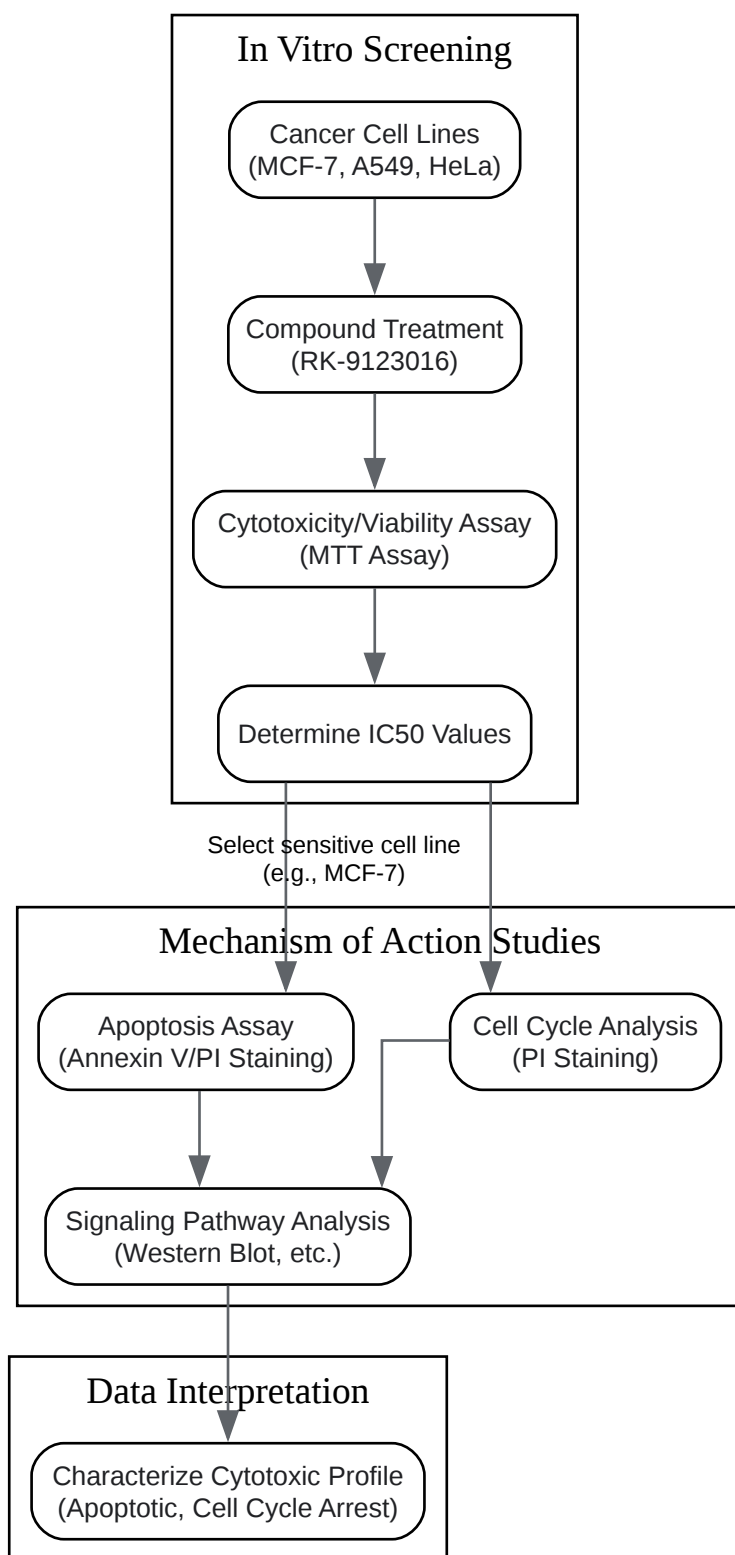 In Vitro Screening
Cancer Cell Lines
(MCF-7, A549, HeLa)
Compound Treatment
(RK-9123016)
Cytotoxicity/Viability Assay
(MTT Assay)
Determine IC50 Values
Select sensitive cell line
(e.g., MCF-7)
Mechanism of Action Studies
Apoptosis Assay
(Annexin V/PI Staining)
Cell Cycle Analysis
(PI Staining)
Signaling Pathway Analysis
(Western Blot, etc.)
Data Interpretation
Characterize Cytotoxic Profile
(Apoptotic, Cell Cycle Arrest)